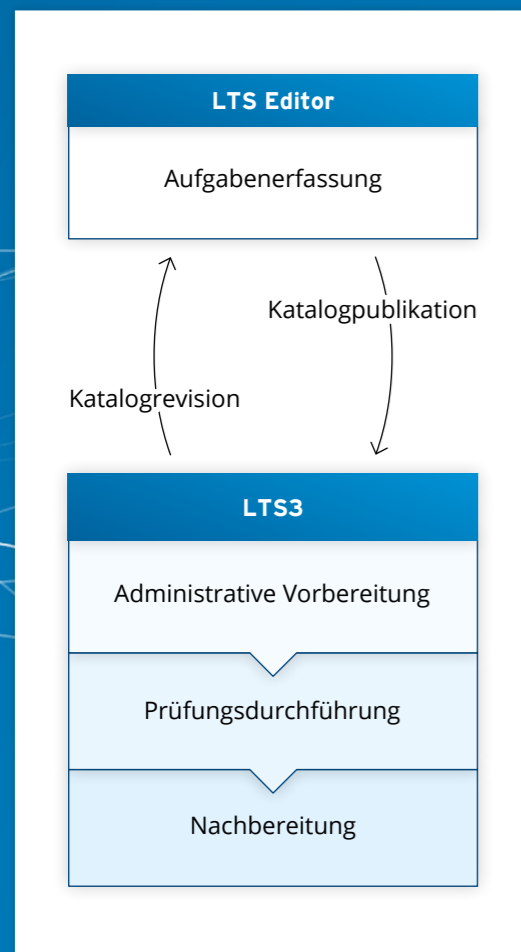 LTS Editor
Aufgabenerfassung
Katalogpublikation
Katalogrevision
LTS3
Administrative Vorbereitung
Prüfungsdurchführung
Nachbereitung